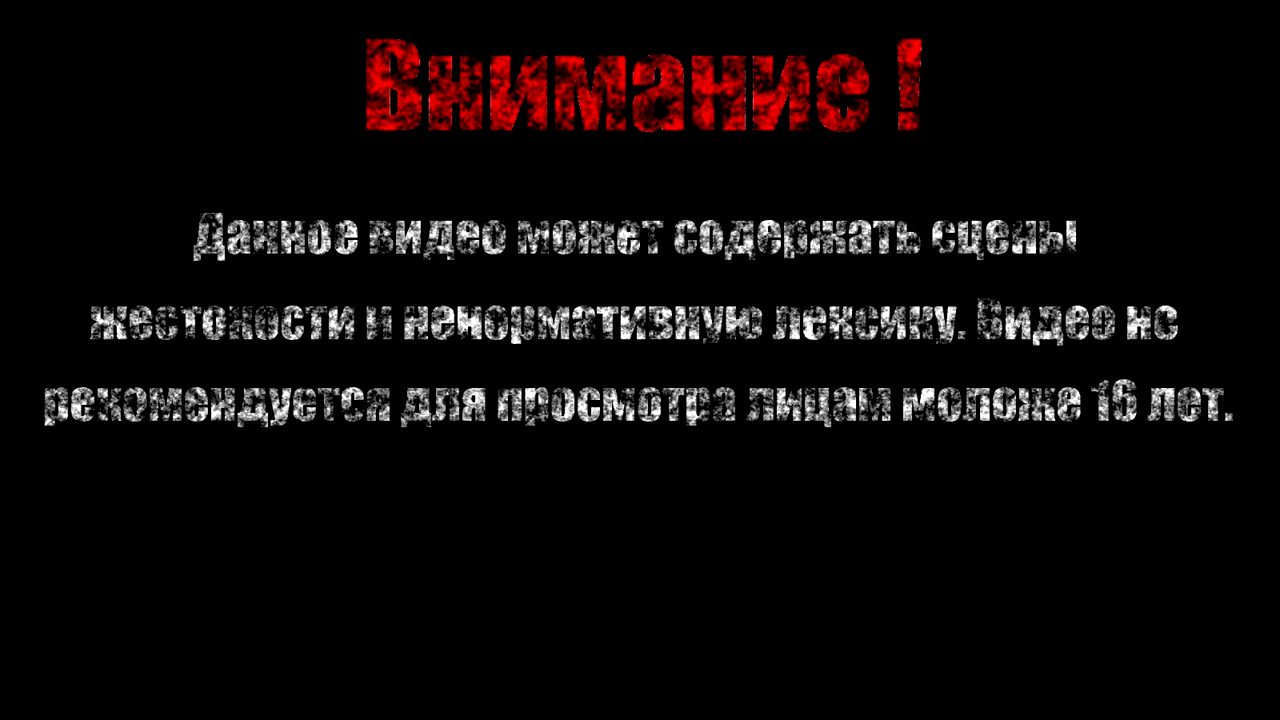 Внимание !
Данное видео может содержать сцены
жестокости и ненормативную лексику. Видео не
рекомендуется для просмотра лицам моложе 16 лет.